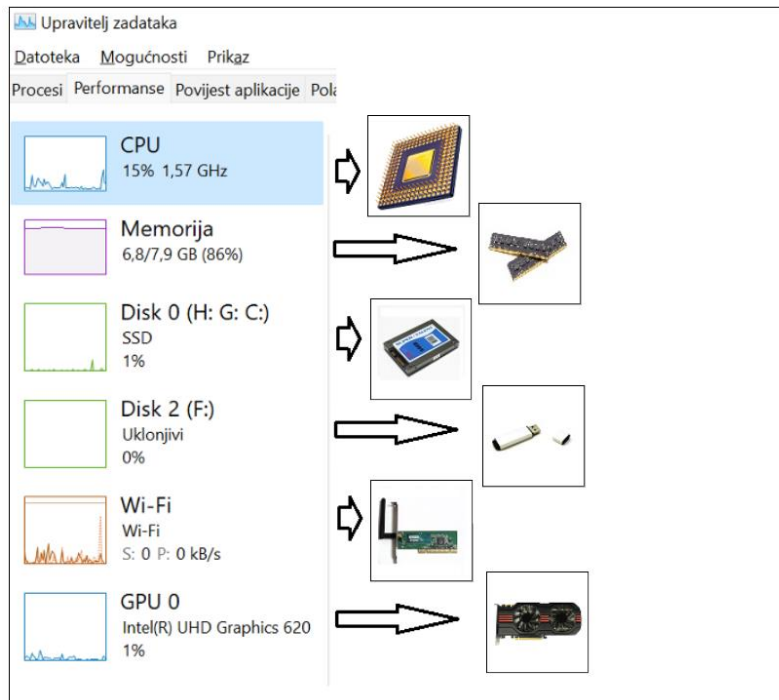 Upravitelj zadataka
Datoteka Mogućnosti Prikaz
Procesi Performanse Povijest aplikacije
CPU
15% 1,57 GHz
Memorija
6,8/7,9 GB (86%)
Disk 0 (H: G: C:)
SSD
1%
Disk 2 (F:)
Uklonjivi
0%
Wi-Fi
Wi-Fi
S: 0 P: 0 kB/s
GPU 0
Intel(R) UHD Graphics 620
1%